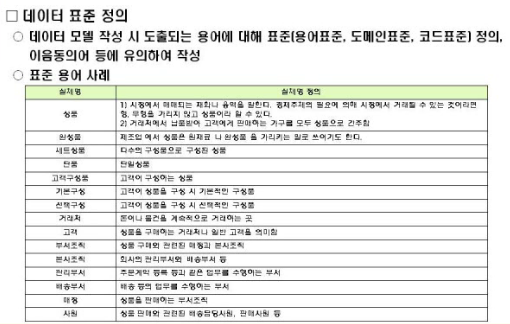 □ 데이터 표준 정의
○ 데이터 모델 작성 시 도출되는 용어에 대해 표준(용어표준, 도메인표준, 코드표준) 정의,
이음동의어 등에 유의하여 작성
○ 표준 용어 사례
실체명 실체명 정의
상품 1) 시장에서 매매되는 재화나 용역을 말한다. 경제주체의 필요에 의해 시장에서 거래될 수 있는 것이라면
형, 무형을 가리지 않고 상품이라 할 수 있다.
2) 거래처에서 납품받아 고객에게 판매하는 가구를 모두 상품으로 간주함
완성품 제조업 에서 상품은 원재료 나 완성품 을 가리키는 말로 쓰이기도 한다.
세트상품 다수의 구성품으로 구성된 상품
단품 단일상품
고객구성품 고객이 구성하는 상품
기본구성 고객이 상품을 구성 시 기본적인 구성품
선택구성 고객이 상품을 구성 시 선택적인 구성품
거래처 돈이나 물건을 계속적으로 거래하는 곳
고객 상품을 구매하는 거래처나 일반 고객을 의미함
부서조직 상품 구매와 관련된 매장과 본사조직
본사조직 회사의 관리부서와 배송부서 등
관리부서 주문계약 등록 등과 같은 업무를 수행하는 부서
배송부서 배송 등의 업무를 수행하는 부서
매장 상품을 판매하는 부서조직
사원 상품 판매와 관련된 배송담당사원, 판매사원 등